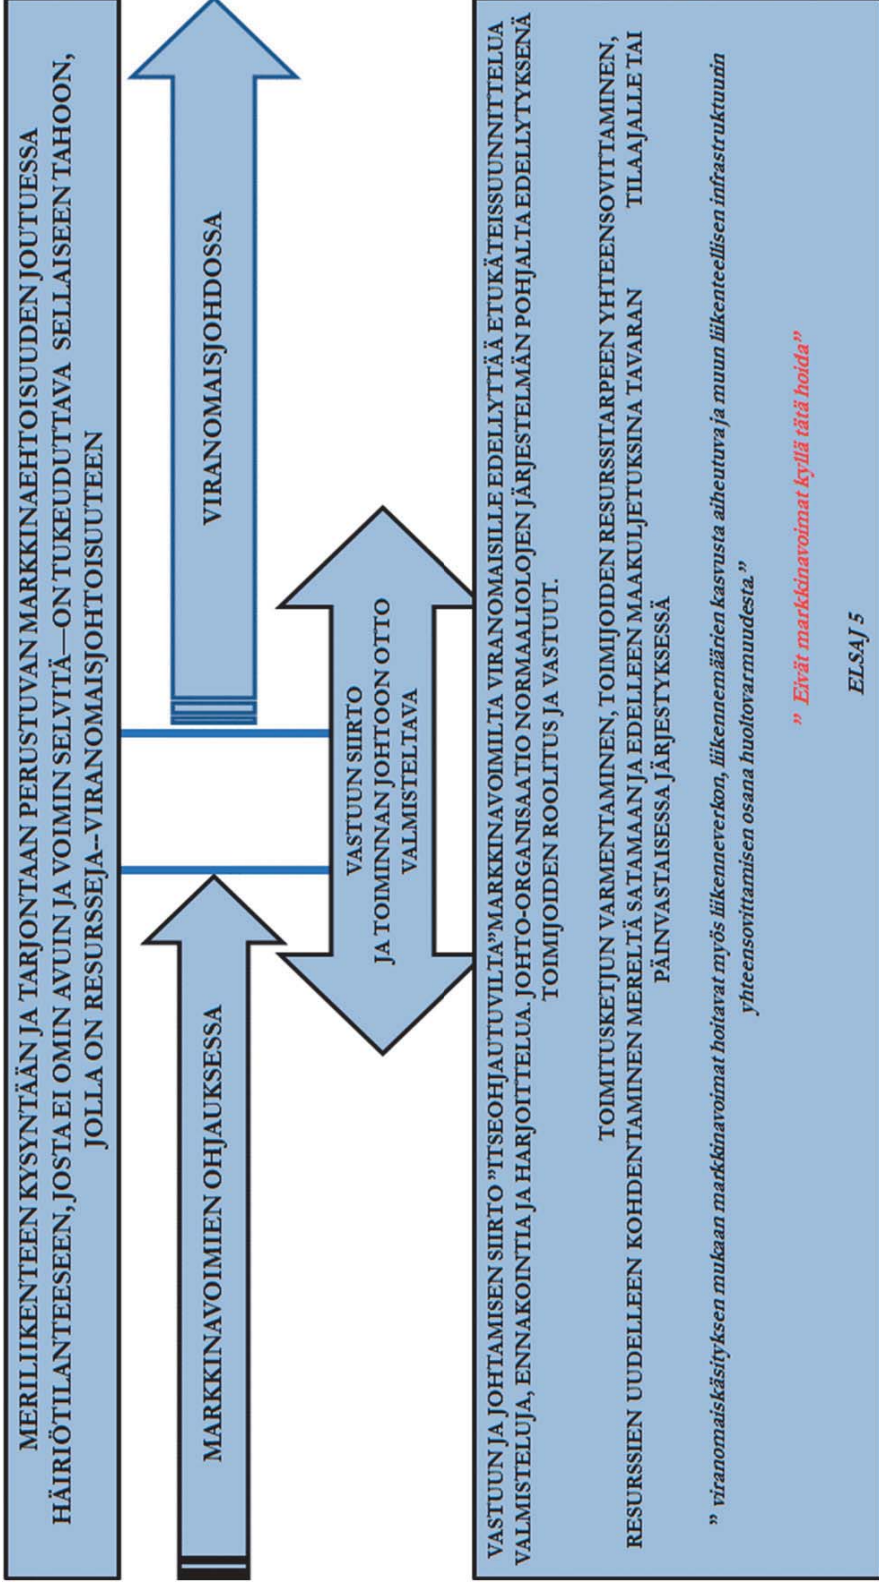 MERILIIKENTEEN KYSYNTÄÄN JA TARJONTAAN PERUSTUVAN MARKKINAEHTOISUUDEN JOUTUESSA
HÄIRIÖTILANTEESEEN, JOSTA EI OMIN AVUIN JA VOIMIN SELVITÄ—ON TUKEUDUTTAVA SELLAISEEN TAHOON,
JOLLA ON RESURSSEJA--VIRANOMAISJOHTOISUUTEEN
MARKKINAVOIMIEN OHJAUKSESSA
VIRANOMAISJOHDOSSA
VASTUUN SIIRTO
JA TOIMINNAN JOHTOON OTTO
VALMISTELTAVA
VASTUUN JA JOHTAMISEN SIIRTO "ITSEOHJAUTUVILTA"MARKKINAVOIMILTA VIRANOMAISILLE EDELLYTTÄÄ ETUKÄTEISSUUNNITTELUA
VALMISTELUJA, ENNAKOINTIA JA HARJOITTELUA. JOHTO-ORGANISAATIO NORMAALIOLOJEN JÄRJESTELMÄN POHJALTA EDELLYTYKSENÄ
TOIMIJOIDEN ROOLITUS JA VASTUUT.
TOIMITUSKETJUN VARMENTAMINEN, TOIMIJOIDEN RESURSSITARPEEN YHTEENSOVITTAMINEN,
RESURSSIEN UUDELLEEN KOHDENTAMINEN MERELTÄ SATAMAAN JA EDELLEEN MAAKULJETUKSINA TAVARAN TILAAJALLE TAI
PÄINVASTAISESSA JÄRJESTYKSESSÄ
" viranomaiskäsityksen mukaan markkinavoimat hoitavat myös liikenneverkon, liikennemäärien kasvusta aiheutuva ja muun liikenteellisen infrastruktuurin
yhteensovittamisen osana huoltovarmuudesta."
" Eivät markkinavoimat kyllä tätä hoida"
ELSAJ 5